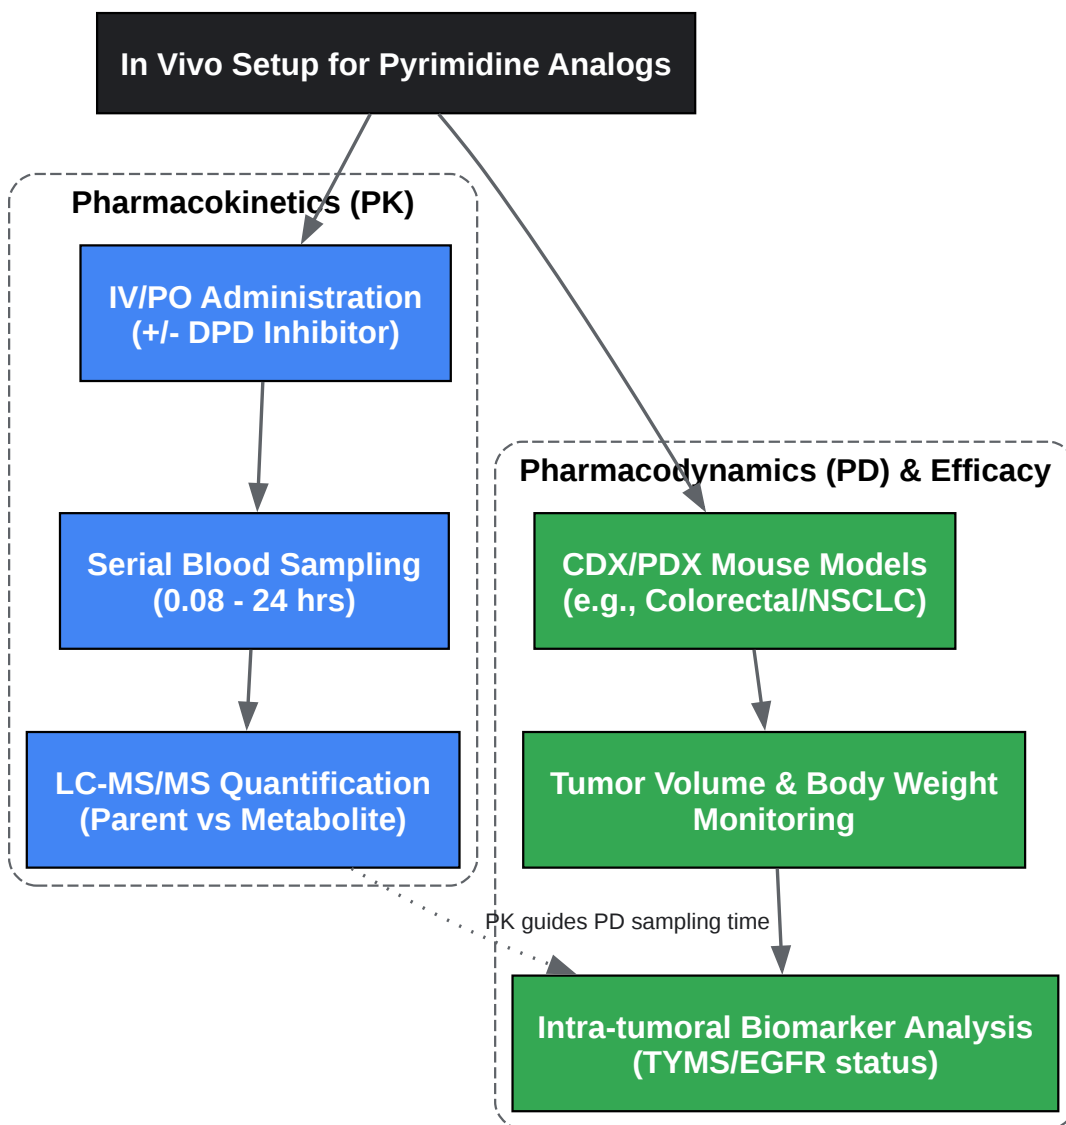 In Vivo Setup for Pyrimidine Analogs
Pharmacokinetics (PK)
IV/PO Administration
(+/- DPD Inhibitor)
Serial Blood Sampling
(0.08 - 24 hrs)
LC-MS/MS Quantification
(Parent vs Metabolite)
Pharmacodynamics (PD) & Efficacy
CDX/PDX Mouse Models
(e.g., Colorectal/NSCLC)
Tumor Volume & Body Weight
Monitoring
PK guides PD sampling time
Intra-tumoral Biomarker Analysis
(TYMS/EGFR status)